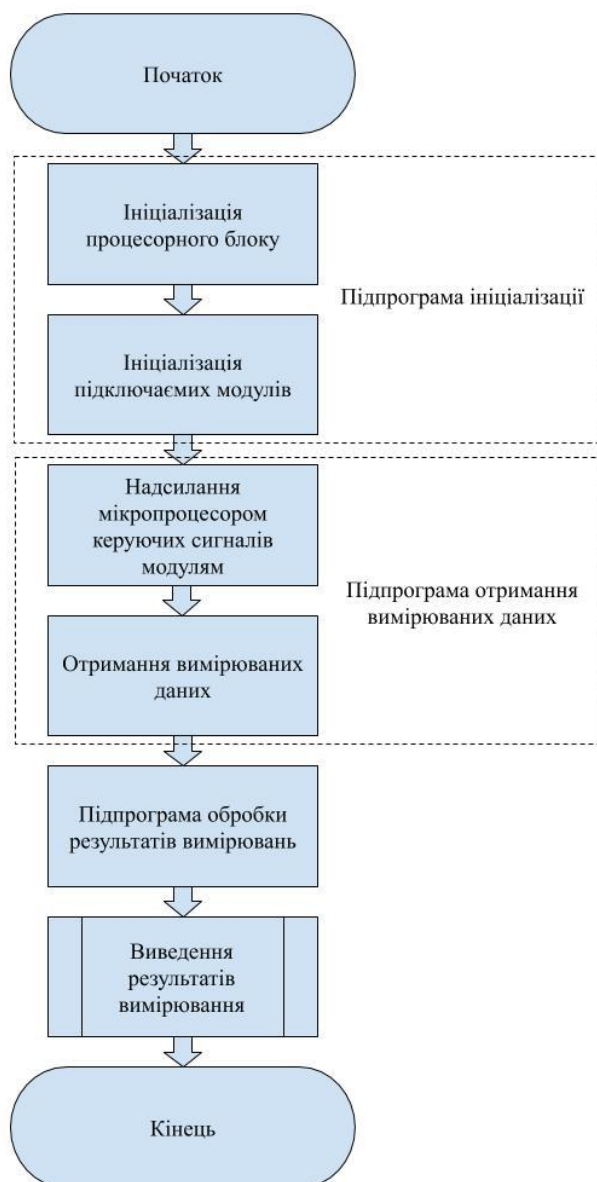 Початок
Ініціалізація
процесорного блоку
Підпрограма ініціалізації
Ініціалізація
підключаємих модулів
Надсилання
мікропроцесором
керуючих сигналів
модулям
Підпрограма отримання
вимірюваних даних
Отримання вимірюваних
даних
Підпрограма обробки
результатів вимірювань
Виведення
результатів
вимірювання
Кінець